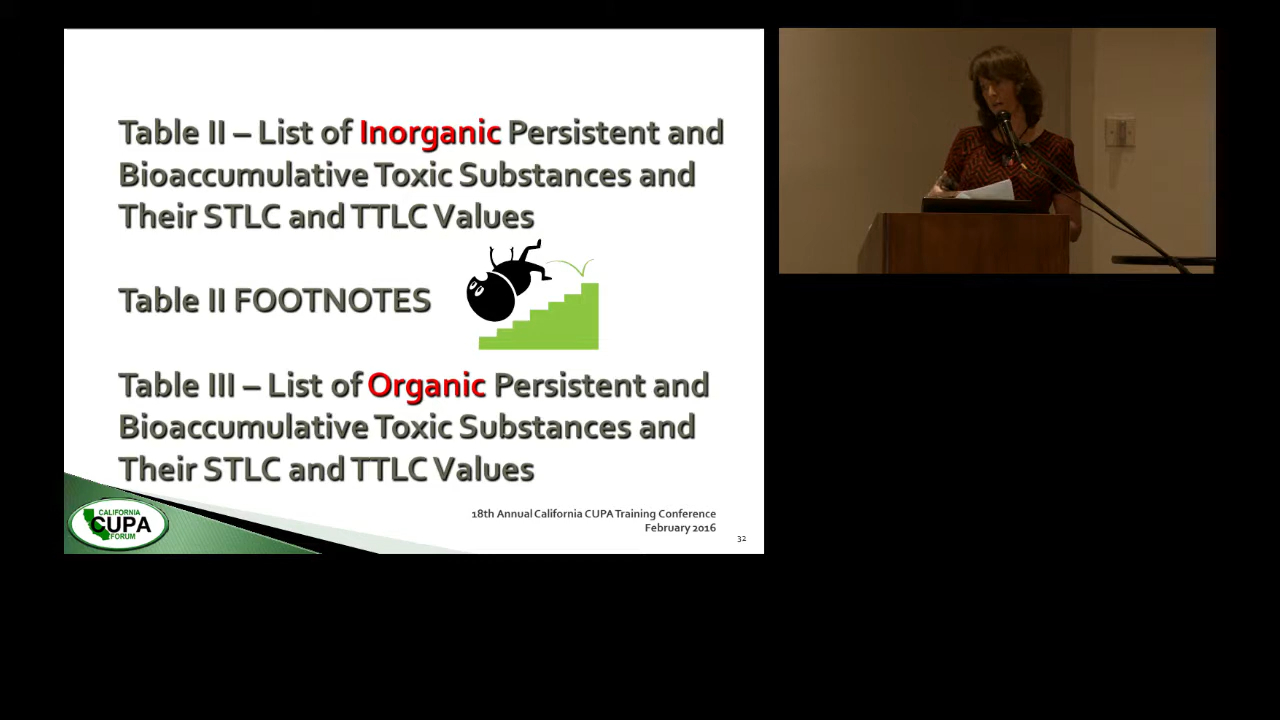 Table II – List of Inorganic Persistent and
Bioaccumulative Toxic Substances and
Their STLC and TTLC Values
Table II FOOTNOTES
Table III – List of Organic Persistent and
Bioaccumulative Toxic Substances and
Their STLC and TTLC Values
CALIFORNIA
CUPA
FORUM
18th Annual California CUPA Training Conference
February 2016
32